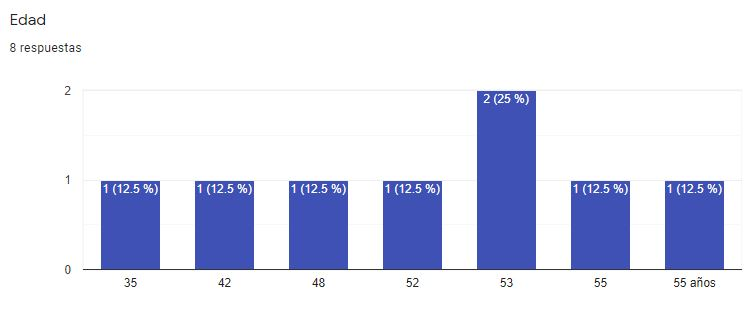 Edad
8 respuestas
2
1
0
1 (12.5 %)
1 (12.5 %)
1 (12.5 %)
1 (12.5 %)
2 (25 %)
1 (12.5 %)
1 (12.5 %)
35
42
48
52
53
55
55 años